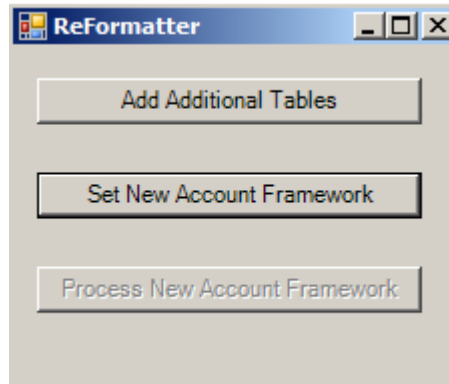 ReFormatter
Add Additional Tables
Set New Account Framework
Process New Account Framework